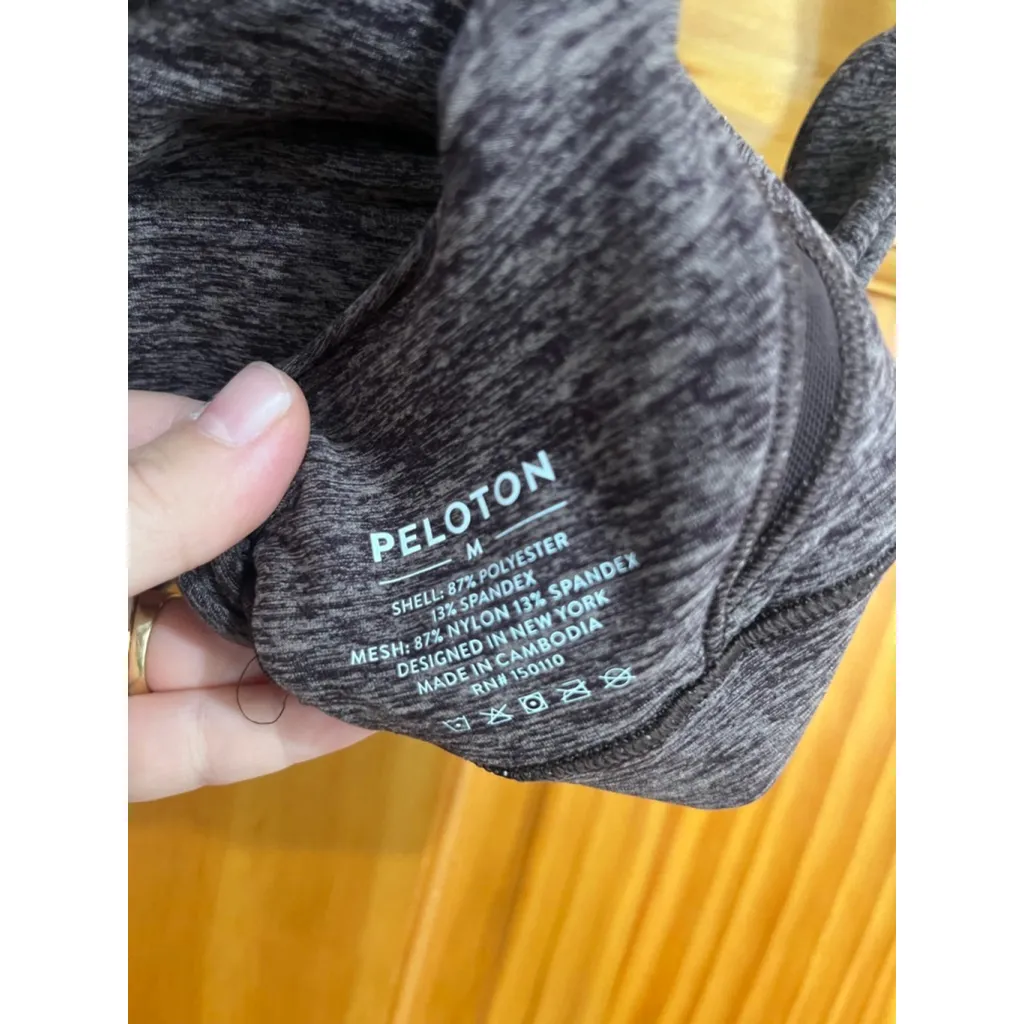 PELOTON
M
SHELL: 87% POLYESTER
13% SPANDEX
MESH: 87% NYLON 13% SPANDEX
DESIGNED IN NEW YORK
MADE IN CAMBODIA
RN# 150110